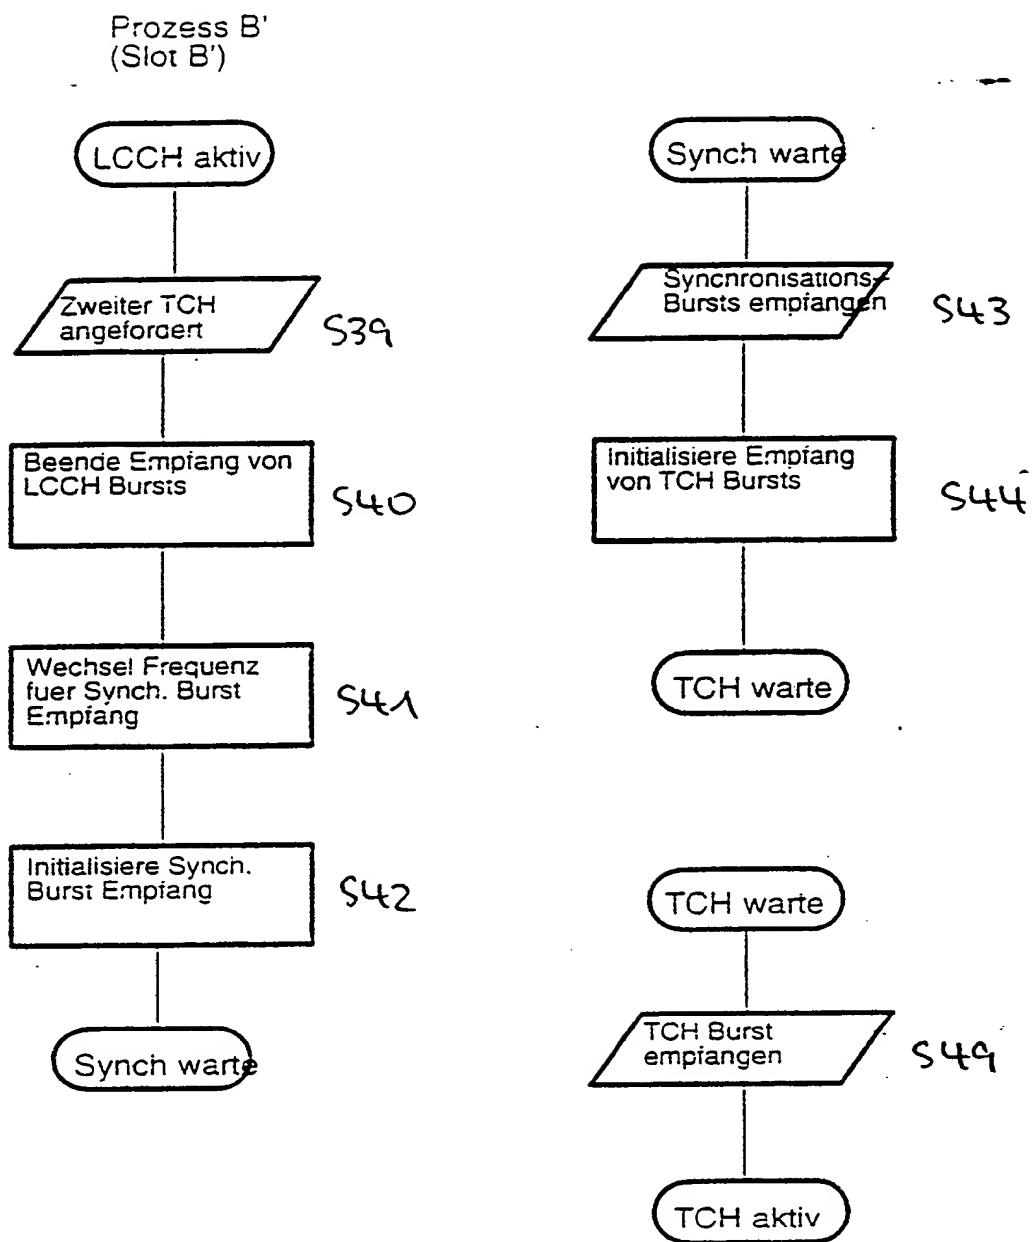 Prozess B'
(Slot B')
LCCH aktiv
Zweiter TCH
angefordert
S39
Beende Empfang von
LCCH Bursts
S40
Wechsel Frequenz
fuer Synch. Burst
Empfang
S41
Initialisiere Synch.
Burst Empfang
S42
Synch warte
Synch warte
Synchronisations-
Bursts empfangen
S43
Initialisiere Empfang
von TCH Bursts
S44
TCH warte
TCH warte
TCH Burst
empfangen
S49
TCH aktiv